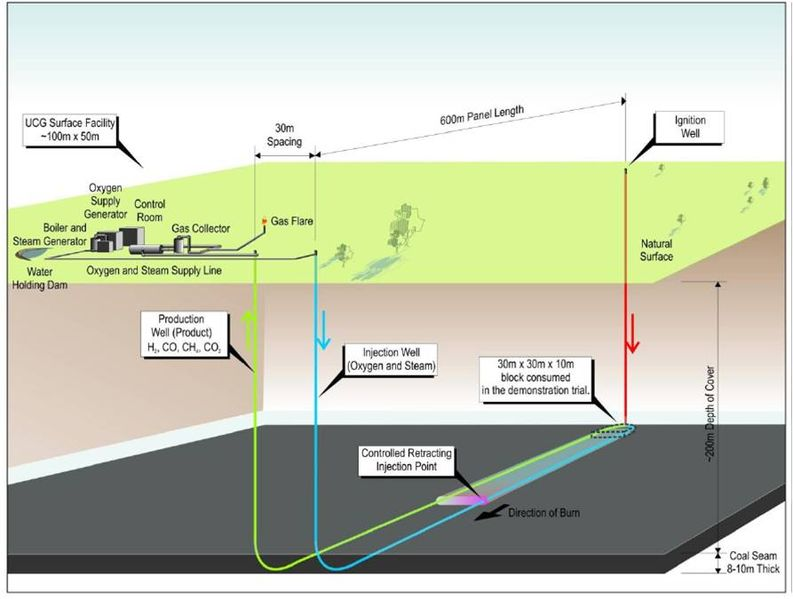 600m Panel Length
UCG Surface Facility
~100m x 50m
30m
Spacing
Ignition
Well
Oxygen
Supply
Generator
Control
Room
Boiler and
Steam Generator
Gas Collector
Gas Flare
Water
Holding Dam
Oxygen and Steam Supply Line
Natural
Surface
Production
Well (Product)
H₂, CO, CH₄, CO₂
Injection Well
(Oxygen and Steam)
30m x 30m x 10m
block consumed
in the demonstration trial.
~200m Depth of Cover
Controlled Retracting
Injection Point
Direction of Burn
Coal Seam
8-10m Thick